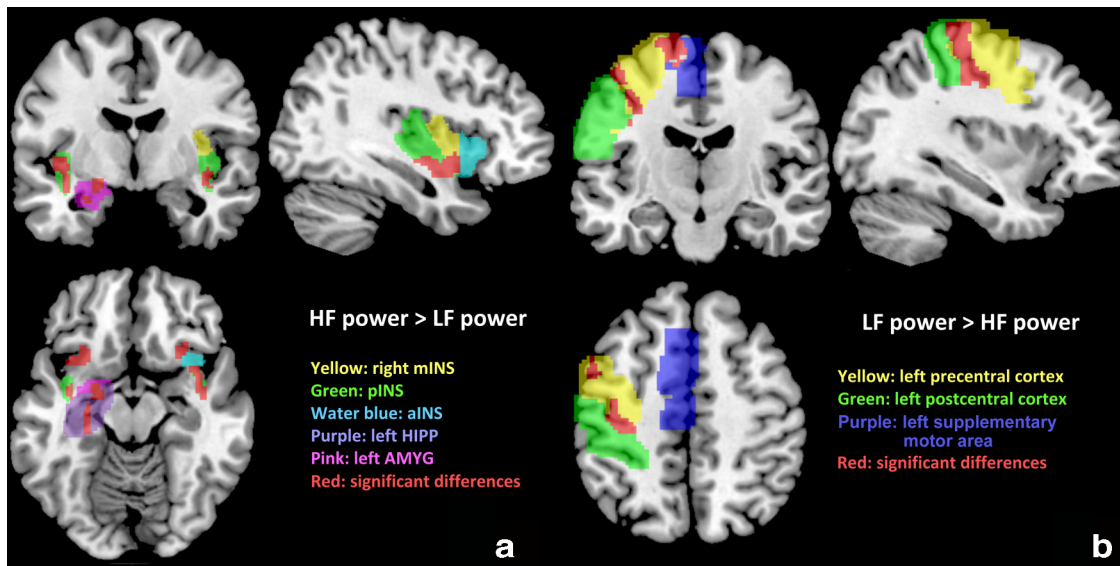 HF power > LF power
Yellow: right mINS
Green: pINS
Water blue: aINS
Purple: left HIPP
Pink: left AMYG
Red: significant differences
a
LF power > HF power
Yellow: left precentral cortex
Green: left postcentral cortex
Purple: left supplementary
motor area
Red: significant differences
b